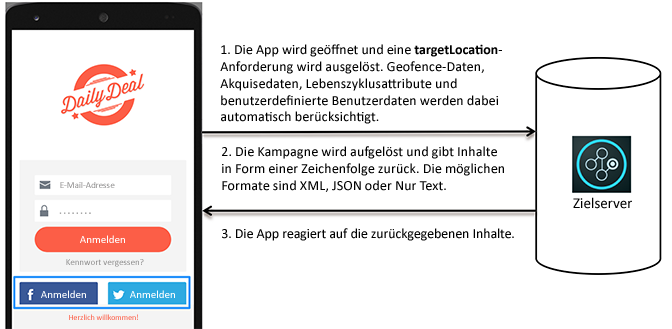 Daily Deal
E-Mail-Adresse
Anmelden
Kennwort vergessen?
Anmelden
Anmelden
Herzlich willkommen!
1. Die App wird geöffnet und eine targetLocation-
Anforderung wird ausgelöst. Geofence-Daten,
Akquisedaten, Lebenszyklusattribute und
benutzerdefinierte Benutzerdaten werden dabei
automatisch berücksichtigt.
2. Die Kampagne wird aufgelöst und gibt Inhalte
in Form einer Zeichenfolge zurück. Die möglichen
Formate sind XML, JSON oder Nur Text.
3. Die App reagiert auf die zurückgegebenen Inhalte.
Zielserver